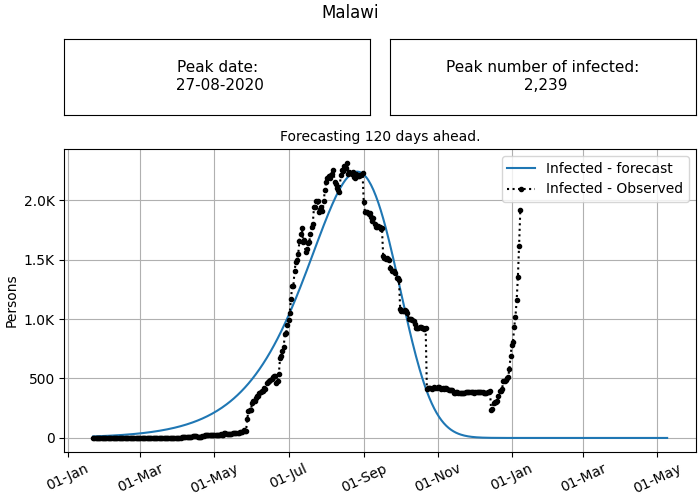 Malawi
Peak date:
27-08-2020
Peak number of infected:
2,239
Forecasting 120 days ahead.
Infected - forecast
Infected - Observed
2.0K
1.5K
1.0K
500
0
Persons
01-Jan
01-Mar
01-May
01-Jul
01-Sep
01-Nov
01-Jan
01-Mar
01-May